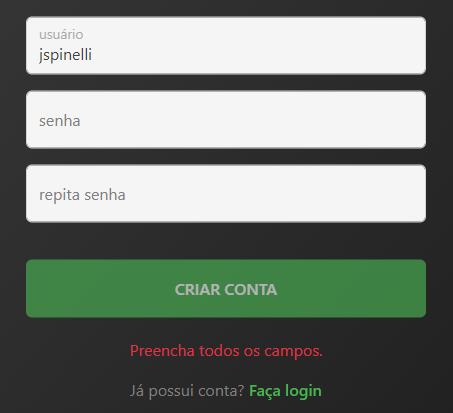 usuário
jspinelli
senha
repita senha
CRIAR CONTA
Preencha todos os campos.
Já possui conta? Faça login